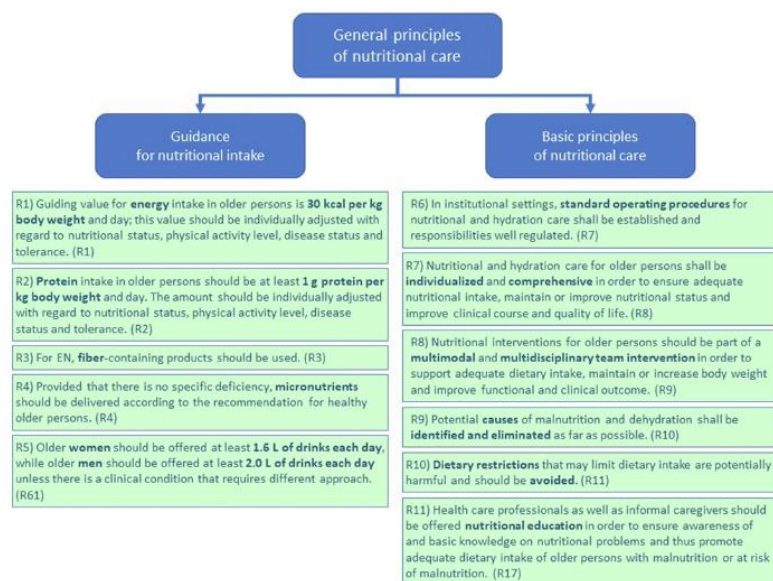 General principles
of nutritional care
Guidance
for nutritional intake
R1) Guiding value for energy intake in older persons is 30 kcal per kg
body weight and day; this value should be individually adjusted with
regard to nutritional status, physical activity level, disease status and
tolerance. (R1)
R2) Protein intake in older persons should be at least 1 g protein per
kg body weight and day. The amount should be individually adjusted
with regard to nutritional status, physical activity level, disease
status and tolerance. (R2)
R3) For EN, fiber-containing products should be used. (R3)
R4) Provided that there is no specific deficiency, micronutrients
should be delivered according to the recommendation for healthy
older persons. (R4)
R5) Older women should be offered at least 1.6 L of drinks each day,
while older men should be offered at least 2.0 L of drinks each day
unless there is a clinical condition that requires different approach.
(R61)
Basic principles
of nutritional care
R6) In institutional settings, standard operating procedures for
nutritional and hydration care shall be established and
responsibilities well regulated. (R7)
R7) Nutritional and hydration care for older persons shall be
individualized and comprehensive in order to ensure adequate
nutritional intake, maintain or improve nutritional status and
improve clinical course and quality of life. (R8)
R8) Nutritional interventions for older persons should be part of a
multimodal and multidisciplinary team intervention in order to
support adequate dietary intake, maintain or increase body weight
and improve functional and clinical outcome. (R9)
R9) Potential causes of malnutrition and dehydration shall be
identified and eliminated as far as possible. (R10)
R10) Dietary restrictions that may limit dietary intake are potentially
harmful and should be avoided. (R11)
R11) Health care professionals as well as informal caregivers should
be offered nutritional education in order to ensure awareness of
and basic knowledge on nutritional problems and thus promote
adequate dietary intake of older persons with malnutrition or at risk
of malnutrition. (R17)